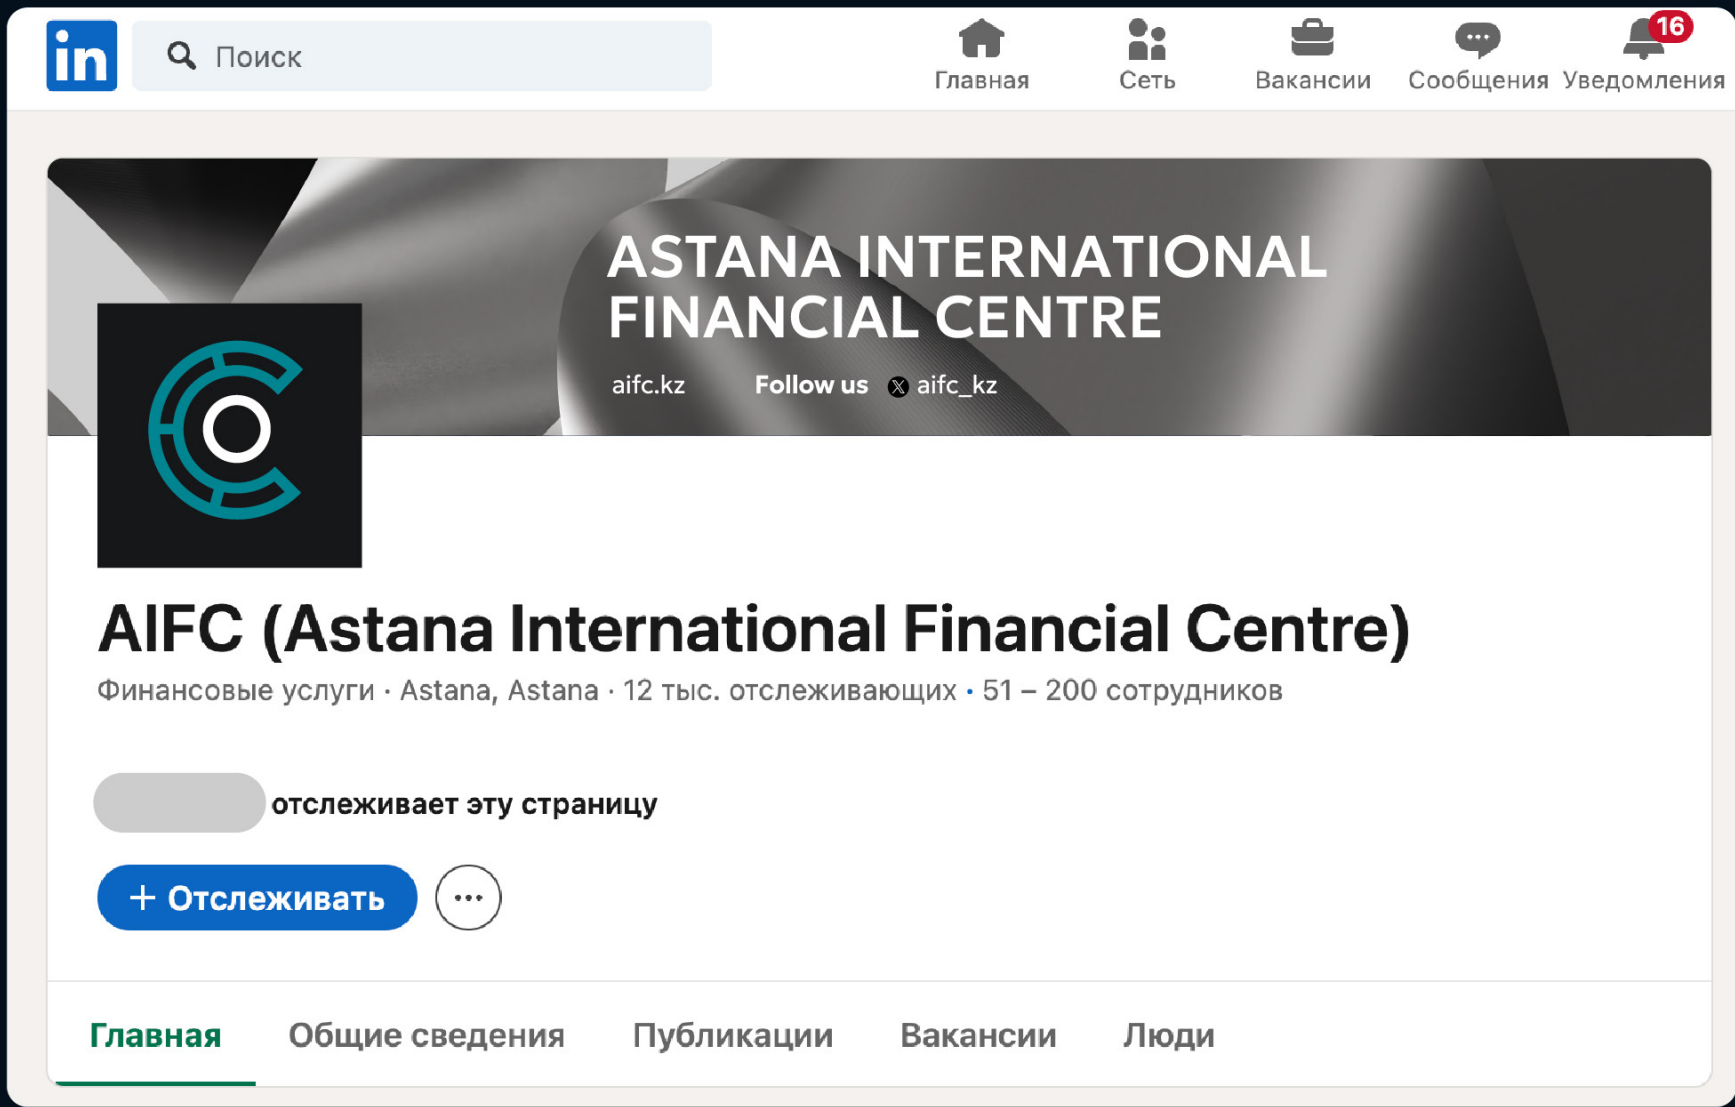 in
Поиск
Главная
Сеть
Вакансии
Сообщения
16
Уведомления
ASTANA INTERNATIONAL
FINANCIAL CENTRE
aifc.kz Follow us X aifc_kz
AIFC (Astana International Financial Centre)
Финансовые услуги · Astana, Astana · 12 тыс. отслеживающих · 51 – 200 сотрудников
отслеживает эту страницу
+ Отслеживать
Главная Общие сведения Публикации Вакансии Люди